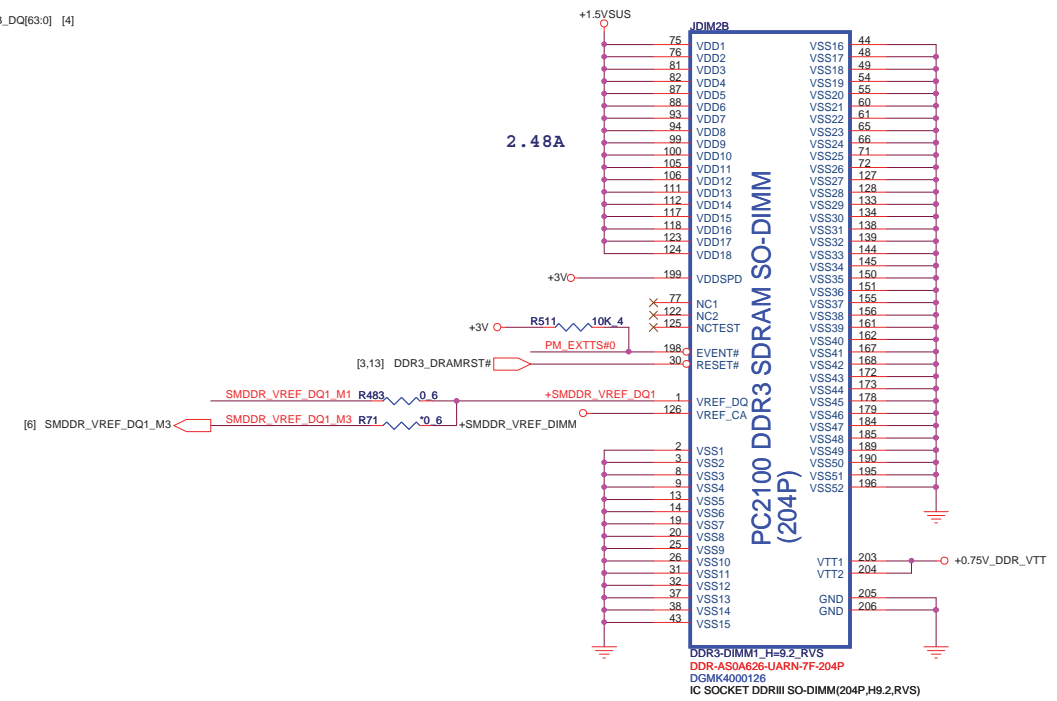 _DQ[63:0] [4]
+1.5VSUS
JDIM2B
75 VDD1 VSS16 44
76 VDD2 VSS17 48
81 VDD3 VSS18 49
82 VDD4 VSS19 54
87 VDD5 VSS20 55
88 VDD6 VSS21 60
93 VDD7 VSS22 61
94 VDD8 VSS23 65
99 VDD9 VSS24 66
100 VDD10 VSS25 71
105 VDD11 VSS26 72
106 VDD12 VSS27 127
111 VDD13 VSS28 128
112 VDD14 VSS29 133
117 VDD15 VSS30 134
118 VDD16 VSS31 138
123 VDD17 VSS32 139
124 VDD18 VSS33 144
VSS34 145
2.48A
+3V 199 VDDSPD VSS35 150
VSS36 151
77 NC1 VSS37 155
122 NC2 VSS38 156
125 NCTEST VSS39 161
+3V R511 10K_4
VSS40 162
PM_EXTTS#0 198 EVENT# VSS41 167
[3,13] DDR3_DRAMRST# 30 RESET# VSS42 168
VSS43 172
VSS44 173
SMDDR_VREF_DQ1_M1 R483 0_6 +SMDDR_VREF_DQ1 1 VREF_DQ VSS45 178
126 VREF_CA VSS46 179
[6] SMDDR_VREF_DQ1_M3 SMDDR_VREF_DQ1_M3 R71 *0_6 +SMDDR_VREF_DIMM
VSS47 184
VSS48 185
2 VSS1 VSS49 189
3 VSS2 VSS50 190
8 VSS3 VSS51 195
9 VSS4 VSS52 196
13 VSS5
14 VSS6
19 VSS7
20 VSS8
25 VSS9
26 VSS10 VTT1 203 +0.75V_DDR_VTT
31 VSS11 VTT2 204
32 VSS12
37 VSS13 GND 205
38 VSS14 GND 206
43 VSS15
PC2100 DDR3 SDRAM SO-DIMM
(204P)
DDR3-DIMM1_H=9.2_RVS
DDR-AS0A626-UARN-7F-204P
DGMK4000126
IC SOCKET DDRIII SO-DIMM(204P,H9.2,RVS)